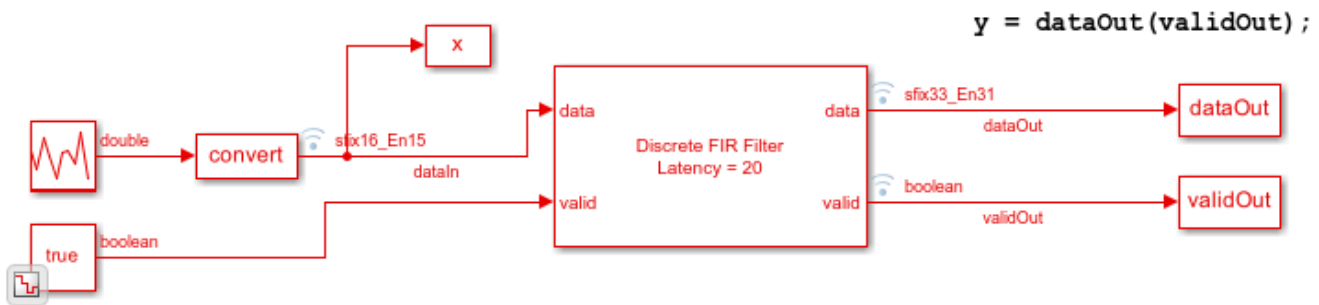 y = dataOut(validOut);
x
double
convert
sfix16_En15
dataIn
data
valid
Discrete FIR Filter
Latency = 20
data
valid
sfix33_En31
dataOut
dataOut
boolean
validOut
validOut
true
boolean